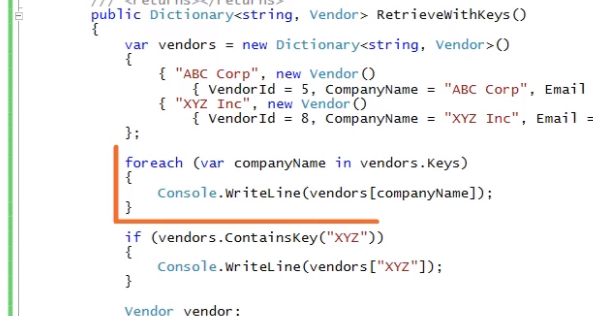 /// <returns></returns>
public Dictionary<string, Vendor> RetrieveWithKeys()
{
var vendors = new Dictionary<string, Vendor>()
{
{ "ABC Corp", new Vendor()
{ VendorId = 5, CompanyName = "ABC Corp", Email
{ "XYZ Inc", new Vendor()
{ VendorId = 8, CompanyName = "XYZ Inc", Email =
};
foreach (var companyName in vendors.Keys)
{
Console.WriteLine(vendors[companyName]);
}
if (vendors.ContainsKey("XYZ"))
{
Console.WriteLine(vendors["XYZ"]);
}
Vendor vendor;